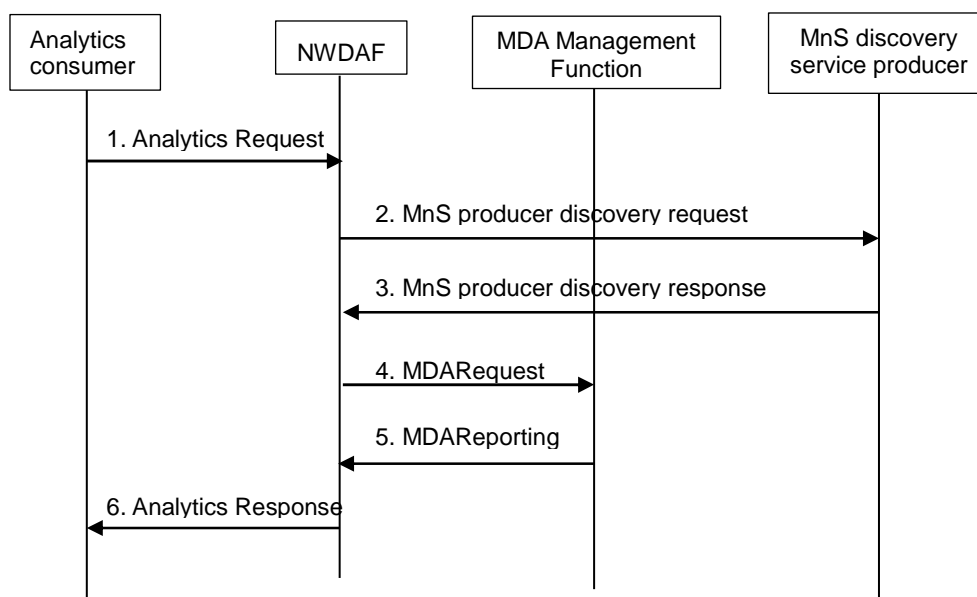 Analytics
consumer
NWDAF
MDA Management
Function
MnS discovery
service producer
1. Analytics Request
2. MnS producer discovery request
3. MnS producer discovery response
4. MDARequest
5. MDAReporting
6. Analytics Response